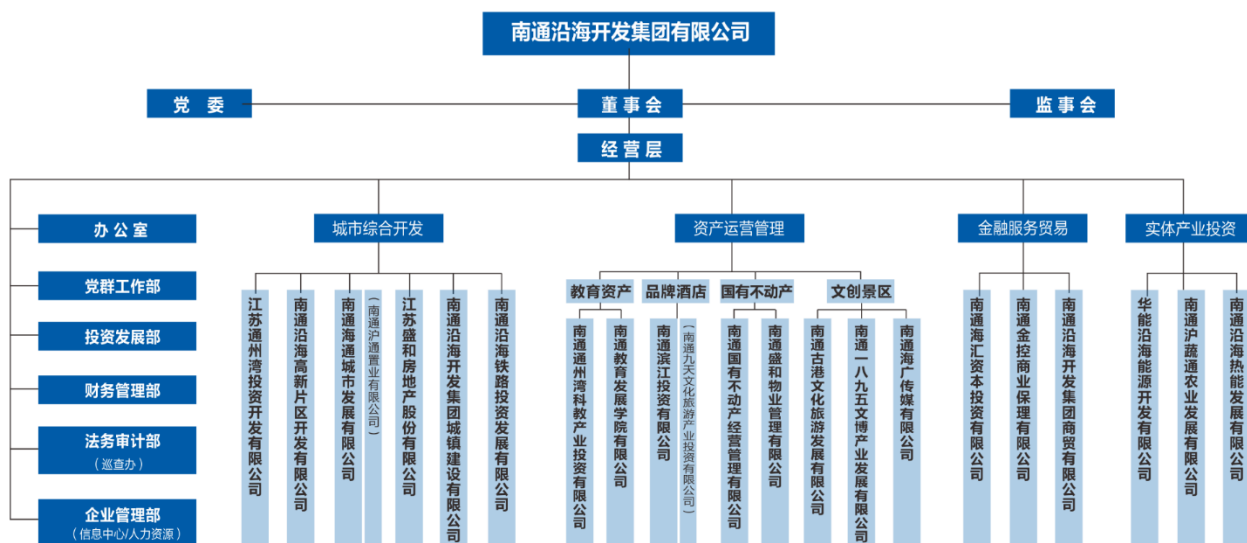 南通沿海开发集团有限公司
党 委
董事会
监事会
经营层
办公室
党群工作部
投资发展部
财务管理部
法务审计部
（巡查办）
企业管理部
（信息中心/人力资源）
城市综合开发
江苏通州湾投资开发有限公司
南通沿海高新片区开发有限公司
南通海通城市发展有限公司
（南通沪通置业有限公司）
江苏盛和房地产股份有限公司
南通沿海开发集团城镇建设有限公司
南通沿海铁路投资发展有限公司
资产运营管理
教育资产
南通通州湾科教产业投资有限公司
南通教育发展学院有限公司
品牌酒店
南通滨江投资有限公司
（南通九天文化旅游产业投资有限公司）
国有不动产
南通国有不动产经营管理有限公司
南通盛和物业管理有限公司
文创景区
南通古港文化旅游发展有限公司
南通一八九五文博产业发展有限公司
南通海广传媒有限公司
金融服务贸易
南通海汇资本投资有限公司
南通金控商业保理有限公司
南通沿海开发集团商贸有限公司
实体产业投资
华能沿海能源开发有限公司
南通沪蔬通农业发展有限公司
南通沿海热能发展有限公司